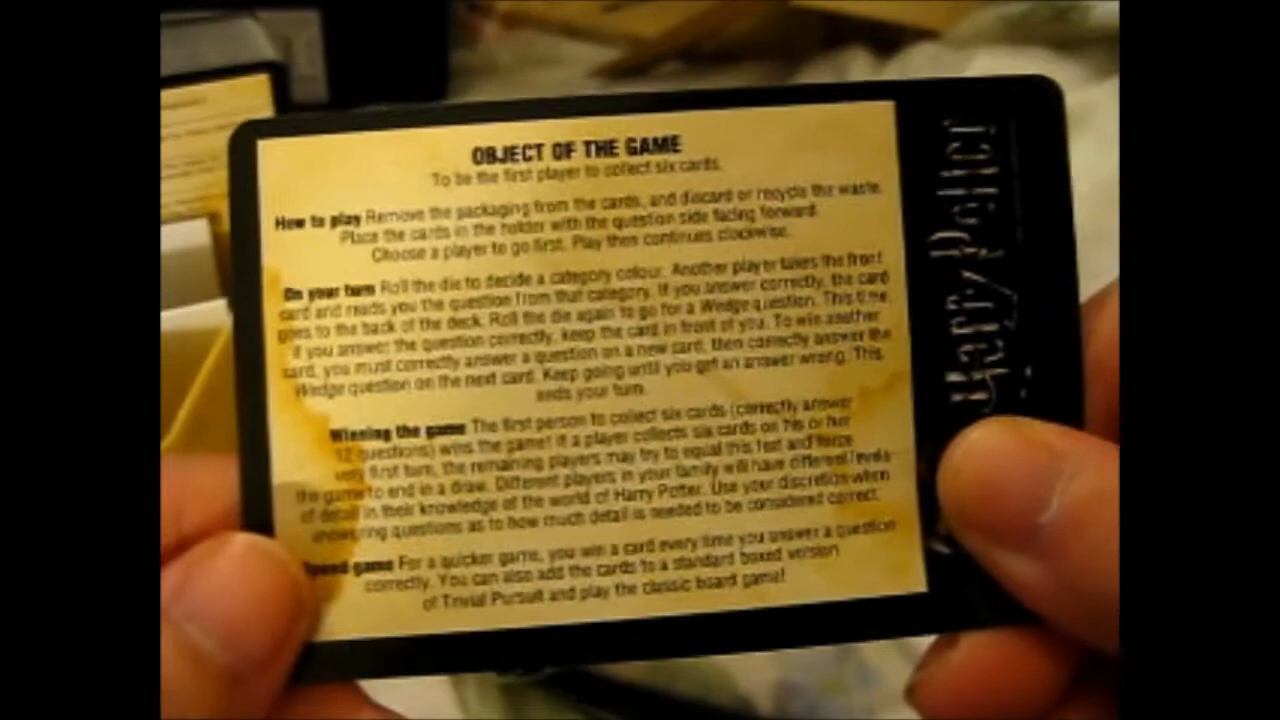 OBJECT OF THE GAME
To be the first player to collect six cards.
How to play Remove the packaging from the cards, and discard or recycle the waste.
Place the cards in the holder with the question side facing forward.
Choose a player to go first. Play then continues clockwise.
On your turn Roll the die to decide a category colour. Another player takes the front
card and reads you the question from that category. If you answer correctly, the card
goes to the back of the deck. Roll the die again to go for a Wedge question. This time,
if you answer the question correctly, keep the card in front of you. To win another
card, you must correctly answer a question on a new card, then correctly answer the
Wedge question on the next card. Keep going until you get an answer wrong. This
ends your turn.
Winning the game The first person to collect six cards (correctly answer
12 questions) wins the game! If a player collects six cards on his or her
very first turn, the remaining players may try to equal this feat and force
the game to end in a draw. Different players in your family will have different levels
of detail in their knowledge of the world of Harry Potter. Use your discretion when
answering questions as to how much detail is needed to be considered correct.
Speed game For a quicker game, you win a card every time you answer a question
correctly. You can also add the cards to a standard boxed version
of Trivial Pursuit and play the classic board game!
Harry Potter